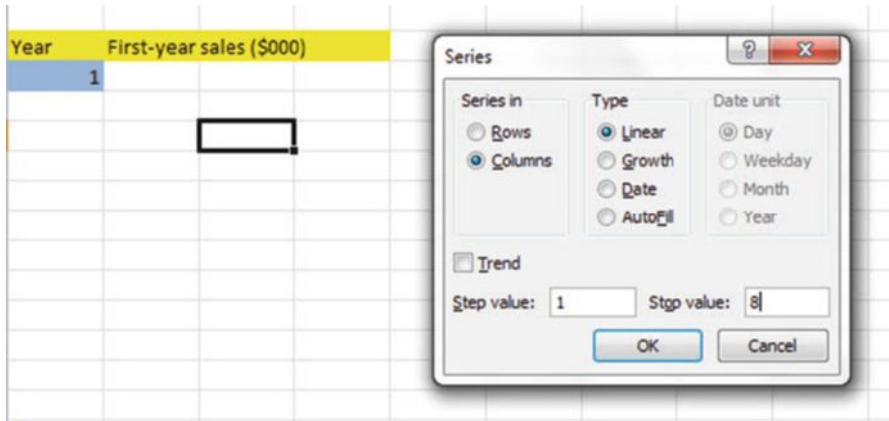 Year First-year sales ($000)
1
Series
Series in Type Date unit
Rows Linear Day
Columns Growth Weekday
Date Month
AutoFill Year
Trend
Step value: 1 Stop value: 8
OK Cancel